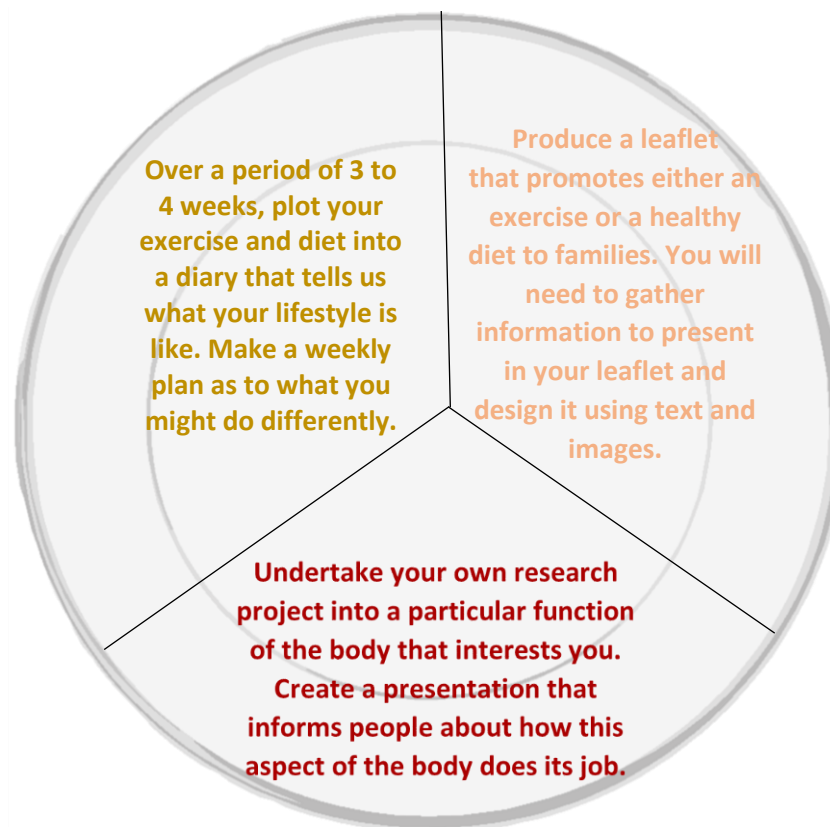 Over a period of 3 to
4 weeks, plot your
exercise and diet into
a diary that tells us
what your lifestyle is
like. Make a weekly
plan as to what you
might do differently.
Produce a leaflet
that promotes either an
exercise or a healthy
diet to families. You will
need to gather
information to present
in your leaflet and
design it using text and
images.
Undertake your own research
project into a particular function
of the body that interests you.
Create a presentation that
informs people about how this
aspect of the body does its job.